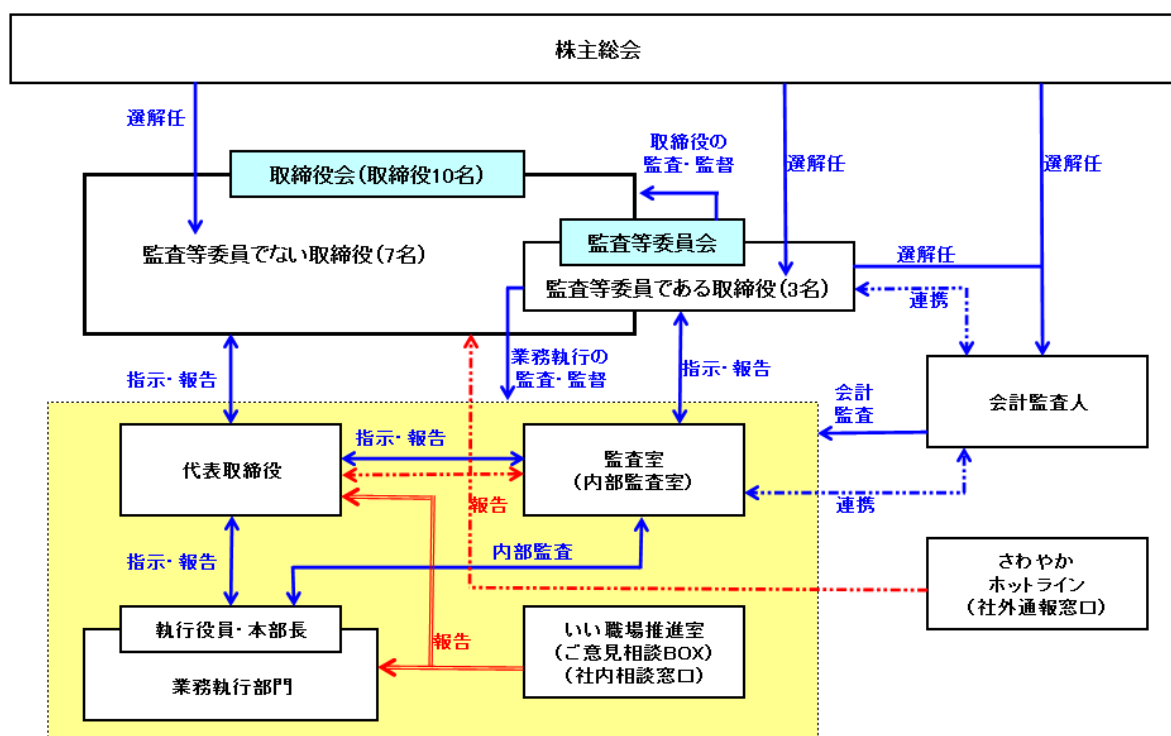 株主総会
選解任
取締役の
監査・監督
選解任
選解任
取締役会(取締役10名)
監査等委員会
監査等委員でない取締役(7名)
選解任
監査等委員である取締役(3名)
連携
業務執行の
監査・監督
指示・報告
指示・報告
会計
監査
会計監査人
代表取締役
指示・報告
監査室
(内部監査室)
報告
連携
内部監査
指示・報告
さわやか
ホットライン
(社外通報窓口)
執行役員・本部長
業務執行部門
報告
いい職場推進室
(ご意見相談BOX)
(社内相談窓口)